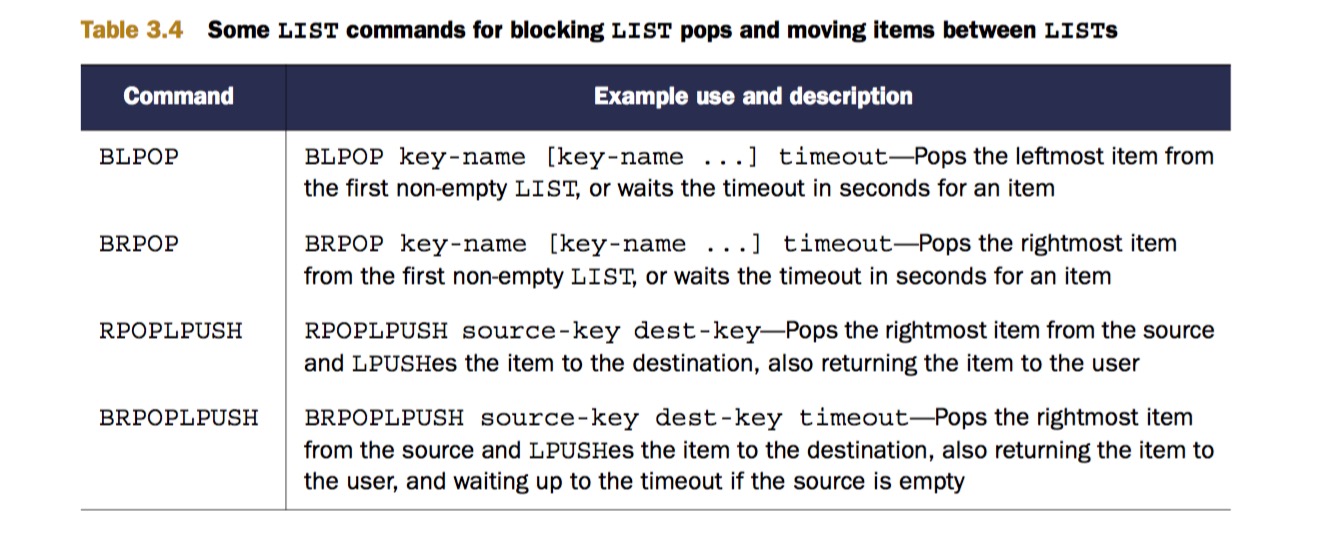 Table 3.4 Some LIST commands for blocking LIST pops and moving items between LISTs
Command Example use and description
BLPOP BLPOP key-name [key-name ...] timeout—Pops the leftmost item from
the first non-empty LIST, or waits the timeout in seconds for an item
BRPOP BRPOP key-name [key-name ...] timeout—Pops the rightmost item
from the first non-empty LIST, or waits the timeout in seconds for an item
RPOPLPUSH RPOPLPUSH source-key dest-key—Pops the rightmost item from the source
and LPUSHes the item to the destination, also returning the item to the user
BRPOPLPUSH BRPOPLPUSH source-key dest-key timeout—Pops the rightmost item
from the source and LPUSHes the item to the destination, also returning the item to
the user, and waiting up to the timeout if the source is empty